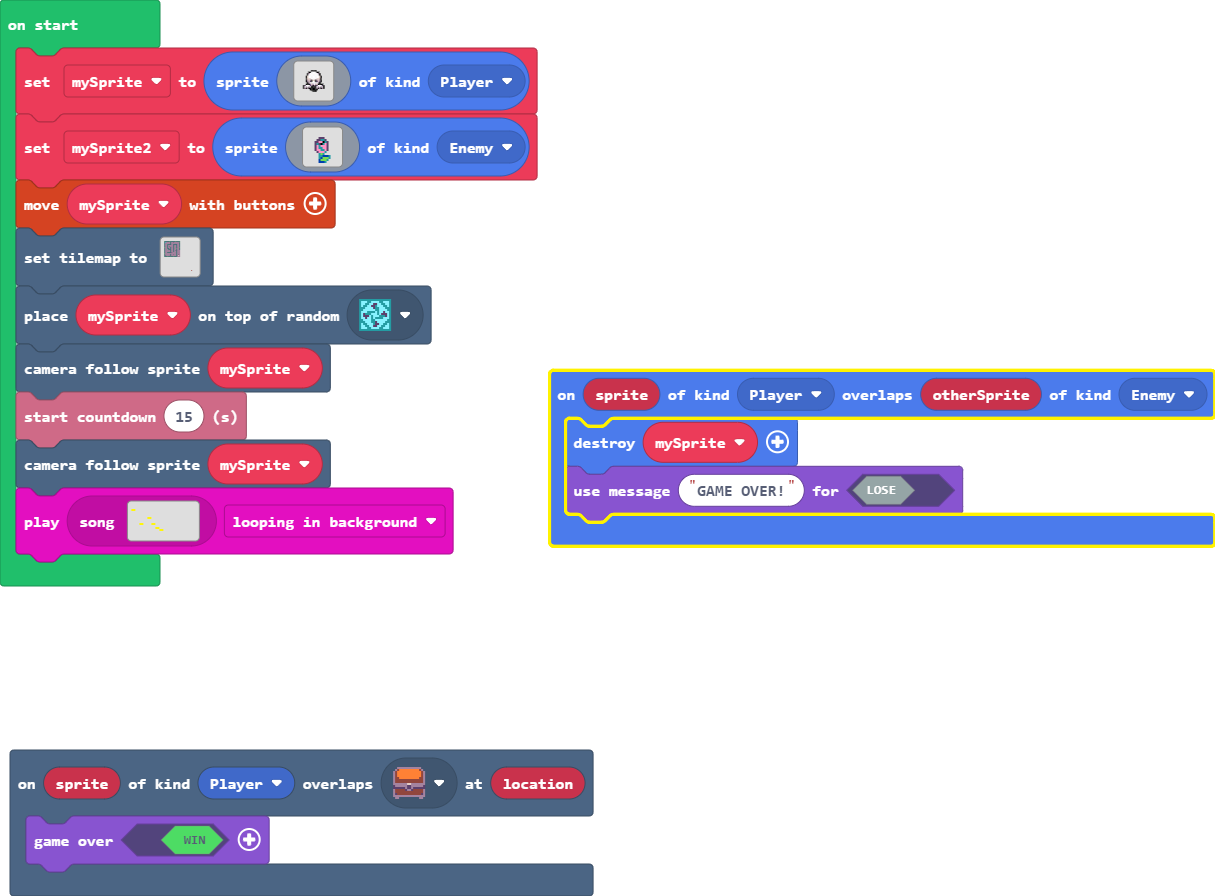 on start
set mySprite to sprite of kind Player
set mySprite2 to sprite of kind Enemy
move mySprite with buttons
set tilemap to
place mySprite on top of random
camera follow sprite mySprite
start countdown 15 (s)
camera follow sprite mySprite
play song looping in background
on sprite of kind Player overlaps otherSprite of kind Enemy
destroy mySprite
use message "GAME OVER!" for LOSE
on sprite of kind Player overlaps at location
game over WIN